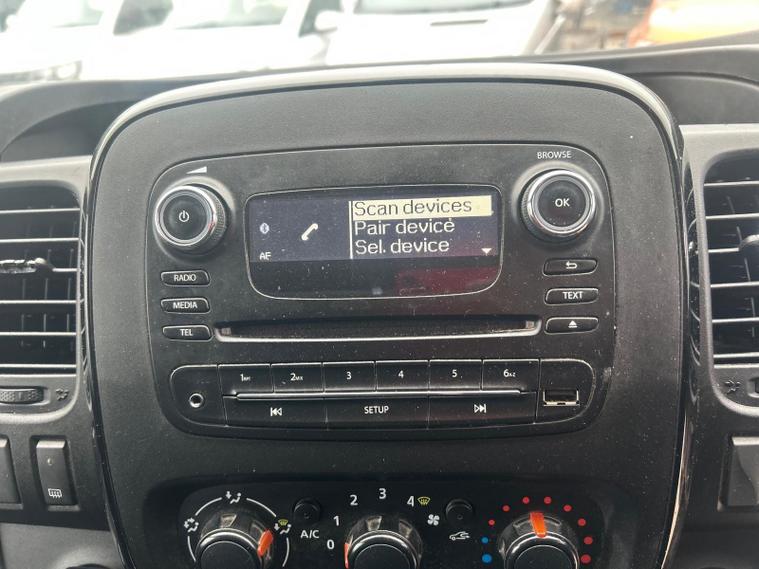 BROWSE
OK
Scan devices
Pair device
Sel. device
AF
RADIO
MEDIA
TEXT
TEL
1
2
3
4
5
6
SETUP
A/C
0
1
2
3
4